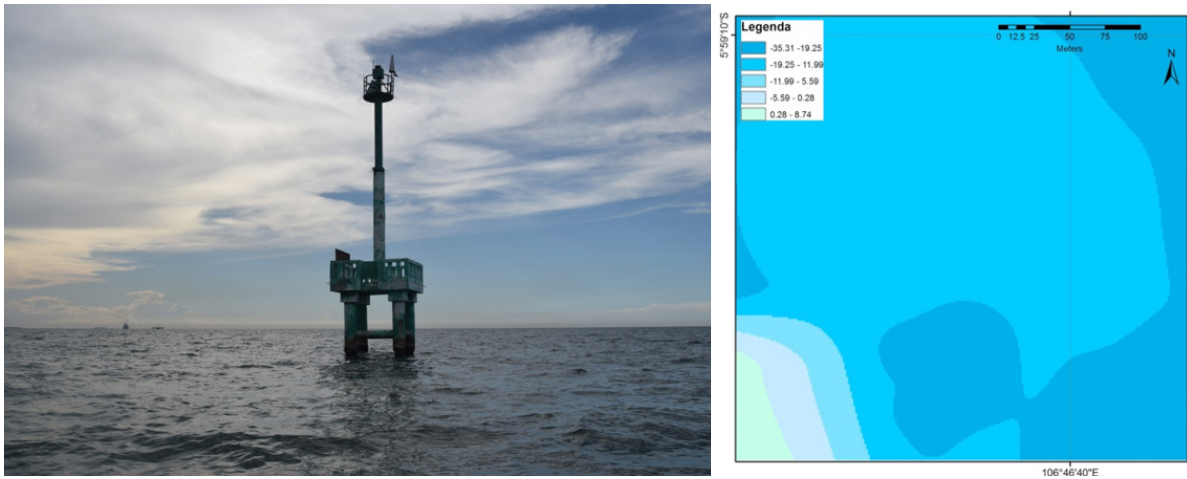 Legenda
-35.31 -19.25
-19.25 - 11.99
-11.99 - 5.59
-5.59 - 0.28
0.28 - 8.74
0 12.5 25 50 75 100
Meters
N
5°59'10"S
106°46'40"E